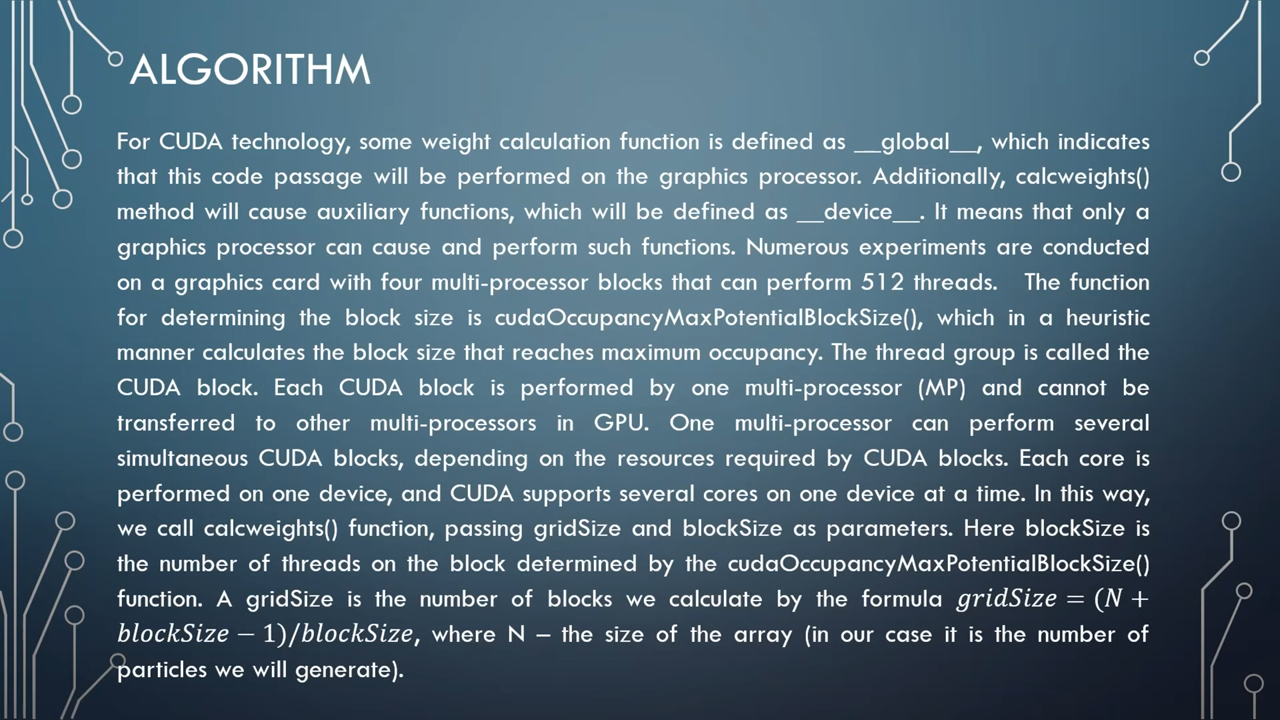 ALGORITHM
For CUDA technology, some weight calculation function is defined as __global__, which indicates
that this code passage will be performed on the graphics processor. Additionally, calcweights()
method will cause auxiliary functions, which will be defined as __device__. It means that only a
graphics processor can cause and perform such functions. Numerous experiments are conducted
on a graphics card with four multi-processor blocks that can perform 512 threads. The function
for determining the block size is cudaOccupancyMaxPotentialBlockSize(), which in a heuristic
manner calculates the block size that reaches maximum occupancy. The thread group is called the
CUDA block. Each CUDA block is performed by one multi-processor (MP) and cannot be
transferred to other multi-processors in GPU. One multi-processor can perform several
simultaneous CUDA blocks, depending on the resources required by CUDA blocks. Each core is
performed on one device, and CUDA supports several cores on one device at a time. In this way,
we call calcweights() function, passing gridSize and blockSize as parameters. Here blockSize is
the number of threads on the block determined by the cudaOccupancyMaxPotentialBlockSize()
function. A gridSize is the number of blocks we calculate by the formula gridSize = (N +
blockSize − 1)/blockSize, where N – the size of the array (in our case it is the number of
particles we will generate).